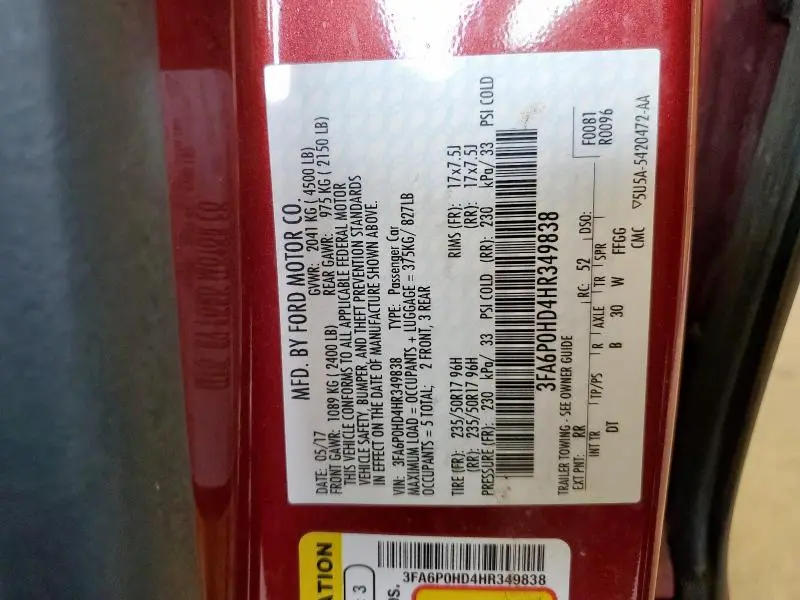 MFD. BY FORD MOTOR CO.
DATE: 05/17 GVWR: 2041 KG ( 4500 LB)
FRONT GAWR: 1089 KG ( 2400 LB) REAR GAWR: 975 KG ( 2150 LB)
THIS VEHICLE CONFORMS TO ALL APPLICABLE FEDERAL MOTOR
VEHICLE SAFETY, BUMPER, AND THEFT PREVENTION STANDARDS
IN EFFECT ON THE DATE OF MANUFACTURE SHOWN ABOVE.
VIN: 3FA6P0HD4HR349838 TYPE: Passenger Car
MAXIMUM LOAD = OCCUPANTS + LUGGAGE = 375KG/ 827LB
OCCUPANTS = 5 TOTAL; 2 FRONT, 3 REAR
TIRE (FR): 235/50R17 96H RIMS (FR): 17x7.5J
(RR): 235/50R17 96H (RR): 17x7.5J
PRESSURE (FR): 230 kPa/ 33 PSI COLD (RR): 230 kPa/ 33 PSI COLD
3FA6P0HD4HR349838
TRAILER TOWING - SEE OWNER GUIDE
F0081
R0096
EXT PNT: RR RC: 52 DSO:
INT TR TP/PS R AXLE TR SPR
DT B 30 W FFGG
CMC
▽5U5A-5420472-AA
3FA6P0HD4HR349838
: 3